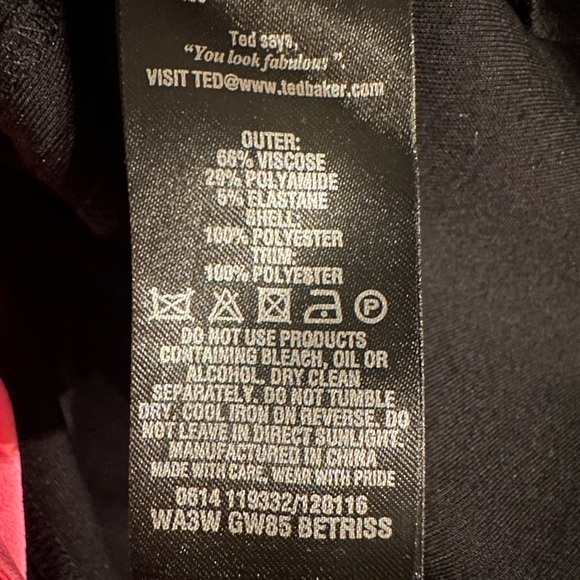 Ted says,
"You look fabulous".
VISIT TED@www.tedbaker.com
OUTER:
66% VISCOSE
29% POLYAMIDE
5% ELASTANE
SHELL:
100% POLYESTER
TRIM:
100% POLYESTER
P
DO NOT USE PRODUCTS
CONTAINING BLEACH, OIL OR
ALCOHOL. DRY CLEAN
SEPARATELY. DO NOT TUMBLE
DRY. COOL IRON ON REVERSE. DO
NOT LEAVE IN DIRECT SUNLIGHT.
MANUFACTURED IN CHINA
MADE WITH CARE, WEAR WITH PRIDE
0614 119332/120116
WA3W GW85 BETRISS